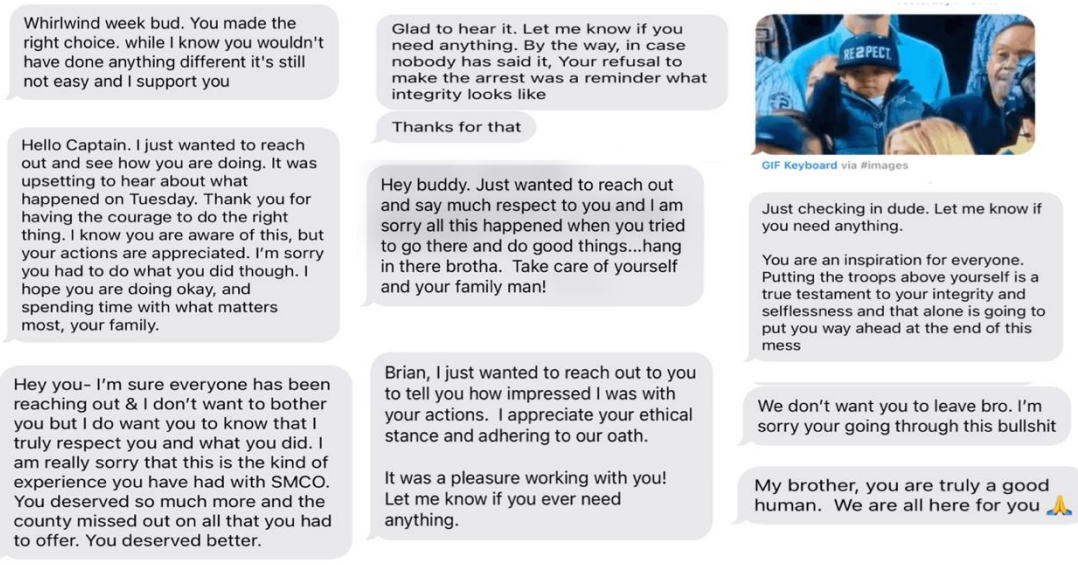 Whirlwind week bud. You made the
right choice. while I know you wouldn't
have done anything different it's still
not easy and I support you
Hello Captain. I just wanted to reach
out and see how you are doing. It was
upsetting to hear about what
happened on Tuesday. Thank you for
having the courage to do the right
thing. I know you are aware of this, but
your actions are appreciated. I'm sorry
you had to do what you did though. I
hope you are doing okay, and
spending time with what matters
most, your family.
Hey you- I'm sure everyone has been
reaching out & I don't want to bother
you but I do want you to know that I
truly respect you and what you did. I
am really sorry that this is the kind of
experience you have had with SMCO.
You deserved so much more and the
county missed out on all that you had
to offer. You deserved better.
Glad to hear it. Let me know if you
need anything. By the way, in case
nobody has said it, Your refusal to
make the arrest was a reminder what
integrity looks like
Thanks for that
Hey buddy. Just wanted to reach out
and say much respect to you and I am
sorry all this happened when you tried
to go there and do good things...hang
in there brotha.  Take care of yourself
and your family man!
Brian, I just wanted to reach out to you
to tell you how impressed I was with
your actions.  I appreciate your ethical
stance and adhering to our oath.
It was a pleasure working with you!
Let me know if you ever need
anything.
RE2PECT
GIF Keyboard via #images
Just checking in dude. Let me know if
you need anything.
You are an inspiration for everyone.
Putting the troops above yourself is a
true testament to your integrity and
selflessness and that alone is going to
put you way ahead at the end of this
mess
We don't want you to leave bro. I'm
sorry your going through this bullshit
My brother, you are truly a good
human.  We are all here for you 🙏